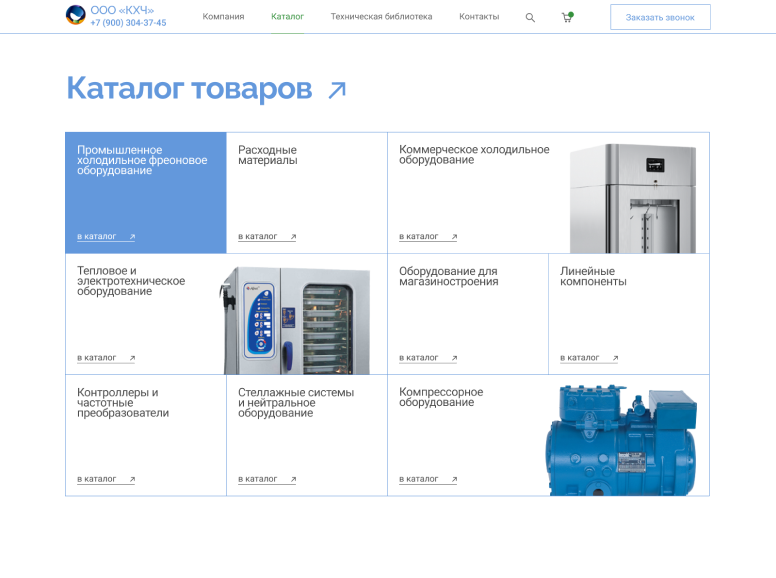 ООО «КХЧ»
+7 (900) 304-37-45
Компания
Каталог
Техническая библиотека
Контакты
Заказать звонок
Каталог товаров
Промышленное
холодильное фреоновое
оборудование
в каталог
Расходные
материалы
в каталог
Коммерческое холодильное
оборудование
в каталог
Тепловое и
электротехническое
оборудование
в каталог
Оборудование для
магазиностроения
в каталог
Линейные
компоненты
в каталог
Контроллеры и
частотные
преобразователи
в каталог
Стеллажные системы
и нейтральное
оборудование
в каталог
Компрессорное
оборудование
в каталог